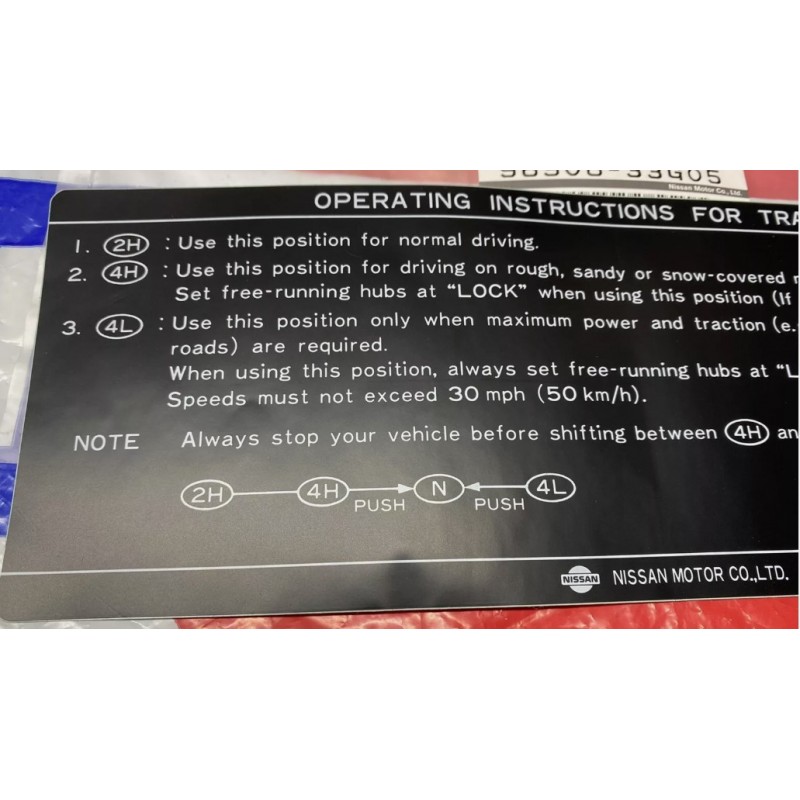 Nissan Motor Co., Ltd.
OPERATING INSTRUCTIONS FOR
1. 2H : Use this position for normal driving.
2. 4H : Use this position for driving on rough, sandy or snow-covered
Set free-running hubs at “LOCK” when using this position (If
3. 4L : Use this position only when maximum power and traction (e.
roads) are required.
When using this position, always set free-running hubs at “L
Speeds must not exceed 30 mph (50 km/h).
NOTE Always stop your vehicle before shifting between 4H an
2H 4H PUSH N PUSH 4L
NISSAN NISSAN MOTOR CO.,LTD.